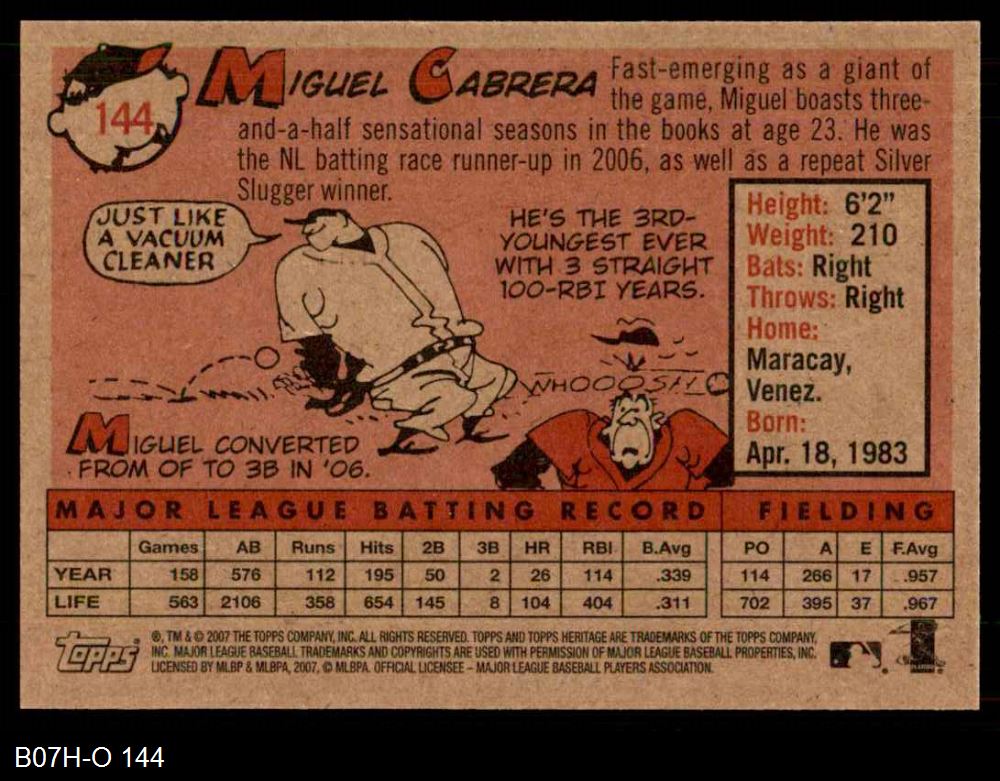 144
MIGUEL CABRERA
Fast-emerging as a giant of
the game, Miguel boasts three-
and-a-half sensational seasons in the books at age 23. He was
the NL batting race runner-up in 2006, as well as a repeat Silver
Slugger winner.
JUST LIKE
A VACUUM
CLEANER
HE'S THE 3RD-
YOUNGEST EVER
WITH 3 STRAIGHT
100-RBI YEARS.
WHOOOSH
MIGUEL CONVERTED
FROM OF TO 3B IN '06.
Height: 6'2"
Weight: 210
Bats: Right
Throws: Right
Home:
Maracay,
Venez.
Born:
Apr. 18, 1983
MAJOR LEAGUE BATTING RECORD FIELDING
Games AB Runs Hits 2B 3B HR RBI B.Avg PO A E F.Avg
YEAR 158 576 112 195 50 2 26 114 .339 114 266 17 .957
LIFE 563 2106 358 654 145 8 104 404 .311 702 395 37 .967
Topps
®, TM & © 2007 THE TOPPS COMPANY, INC. ALL RIGHTS RESERVED. TOPPS AND TOPPS HERITAGE ARE TRADEMARKS OF THE TOPPS COMPANY,
INC. MAJOR LEAGUE BASEBALL TRADEMARKS AND COPYRIGHTS ARE USED WITH PERMISSION OF MAJOR LEAGUE BASEBALL PROPERTIES, INC.
LICENSED BY MLBP & MLBPA, 2007, © MLBPA. OFFICIAL LICENSEE - MAJOR LEAGUE BASEBALL PLAYERS ASSOCIATION.
B07H-O 144